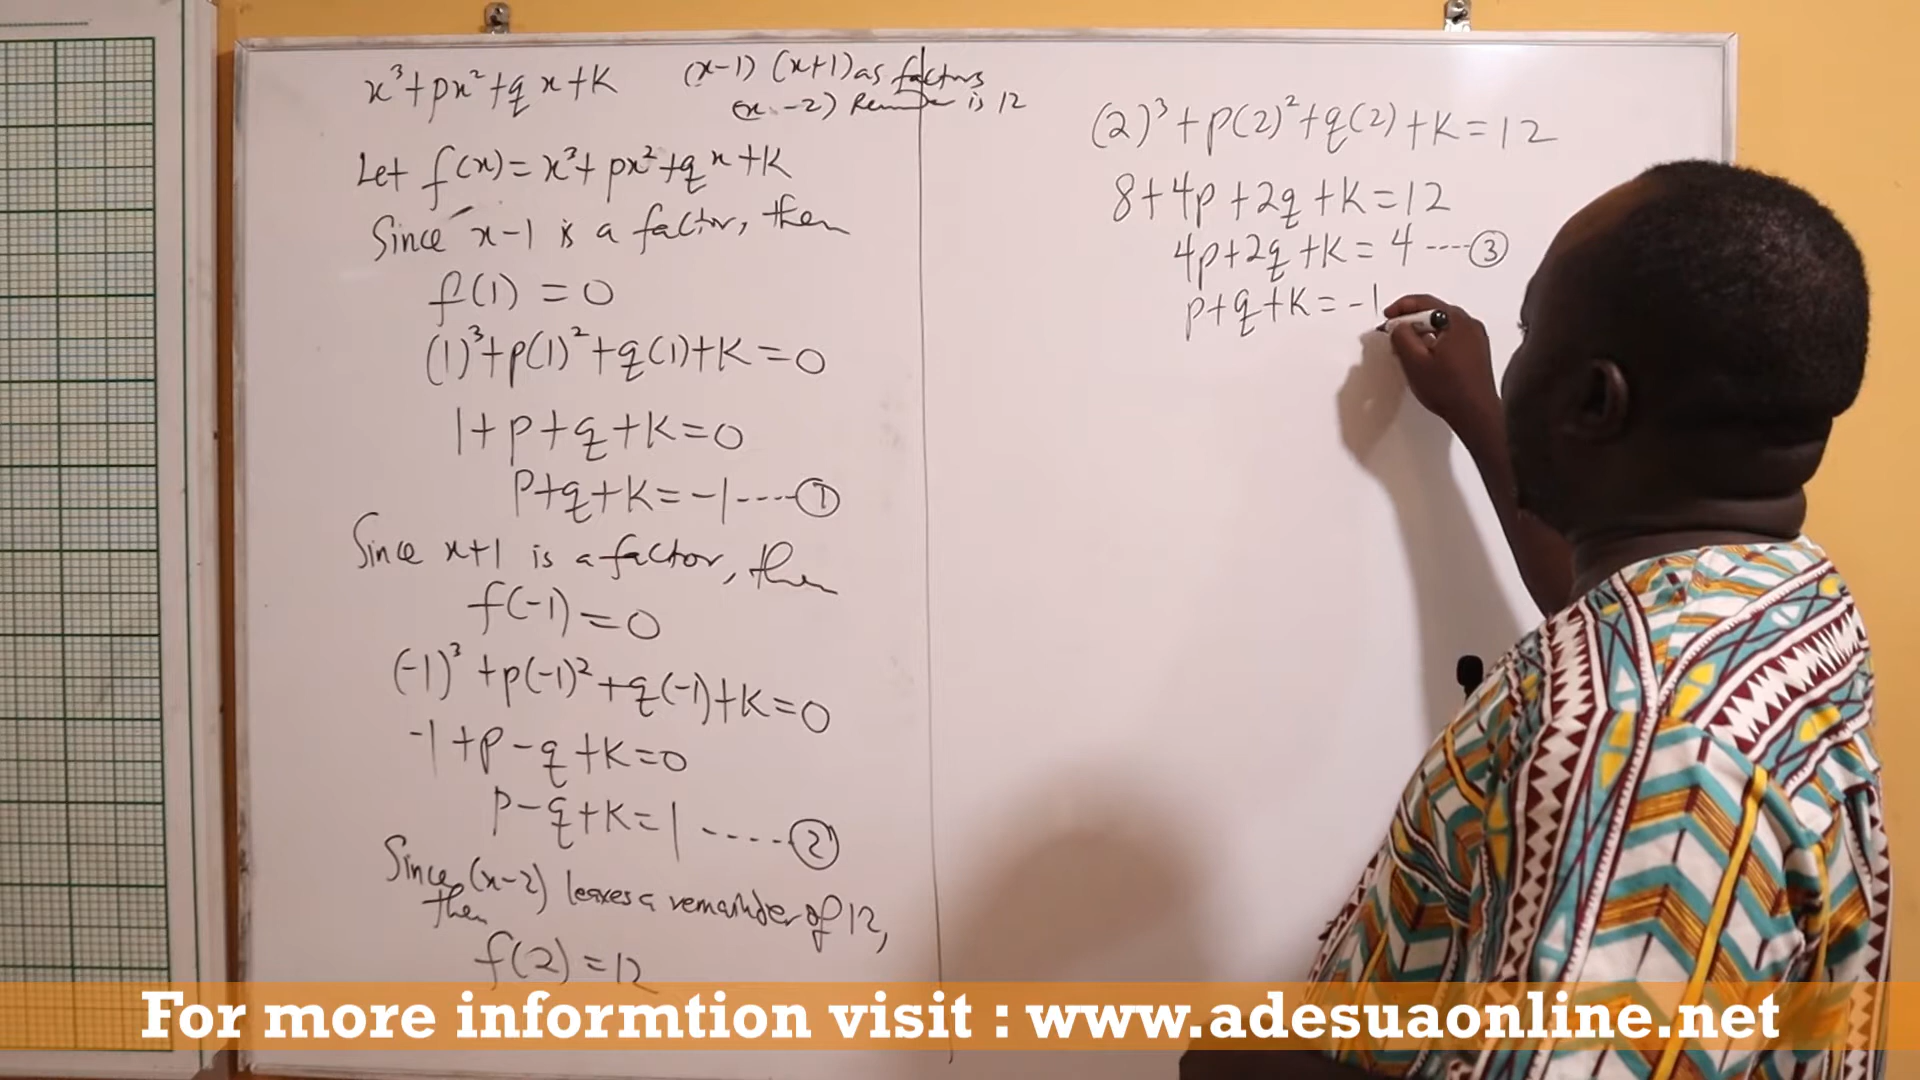 x³+px²+qx+K (x-1) (x+1) as factors
(x-2) Remainder is 12
Let f(x)=x³+px²+qx+K
Since x-1 is a factor, then
f(1) = 0
(1)³+p(1)²+q(1)+K=0
1+p+q+K=0
P+q+K=-1----①
Since x+1 is a factor, then
f(-1)=0
(-1)³+p(-1)²+q(-1)+K=0
-1+p-q+K=0
p-q+K=1----②
Since (x-2) leaves a remainder of 12,
then
f(2)=12
(2)³+p(2)²+q(2)+K=12
8+4p+2q+K=12
4p+2q+K=4----③
p+q+K=-1
For more informtion visit : www.adesuaonline.net